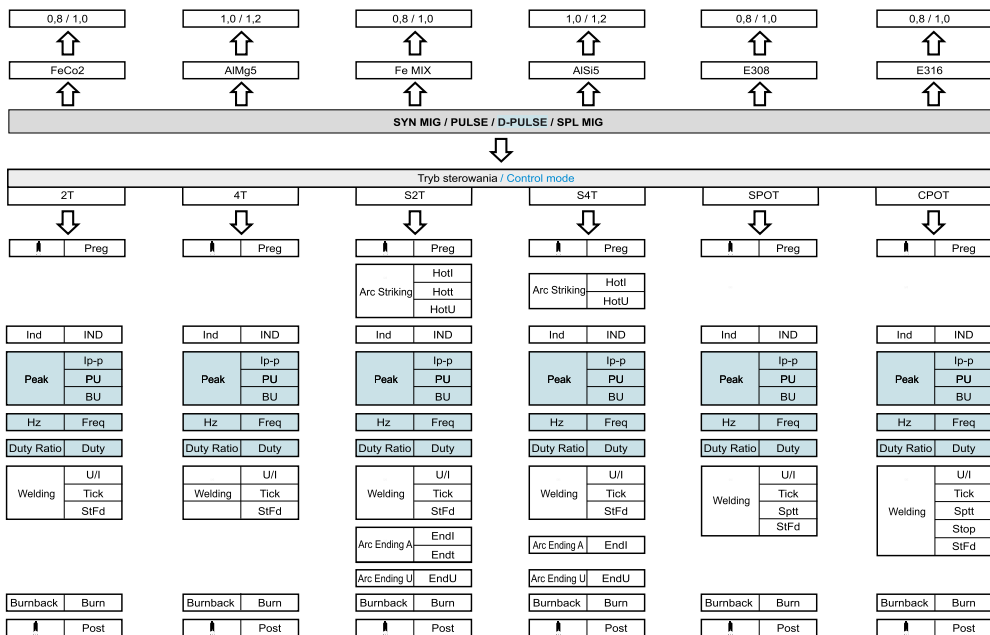 0,8 / 1,0 1,0 / 1,2 0,8 / 1,0 1,0 / 1,2 0,8 / 1,0 0,8 / 1,0
FeCo2 AlMg5 Fe MIX AlSi5 E308 E316
SYN MIG / PULSE / D-PULSE / SPL MIG
Tryb sterowania / Control mode
2T 4T S2T S4T SPOT CPOT
Preg Preg Preg Preg Preg Preg
Arc Striking HotI Hott HotU
Arc Striking HotI HotU
Ind IND Ind IND Ind IND Ind IND Ind IND Ind IND
Peak Ip-p PU BU
Peak Ip-p PU BU
Peak Ip-p PU BU
Peak Ip-p PU BU
Peak Ip-p PU BU
Peak Ip-p PU BU
Hz Freq Hz Freq Hz Freq Hz Freq Hz Freq Hz Freq
Duty Ratio Duty Duty Ratio Duty Duty Ratio Duty Duty Ratio Duty Duty Ratio Duty Duty Ratio Duty
Welding U/I Tick StFd
Welding U/I Tick StFd
Welding U/I Tick StFd
Welding U/I Tick StFd
Welding U/I Tick Sptt StFd
Welding U/I Tick Sptt Stop StFd
Arc Ending A EndI Endt
Arc Ending A EndI
Arc Ending U EndU Arc Ending U EndU
Burnback Burn Burnback Burn Burnback Burn Burnback Burn Burnback Burn Burnback Burn
Post Post Post Post Post Post